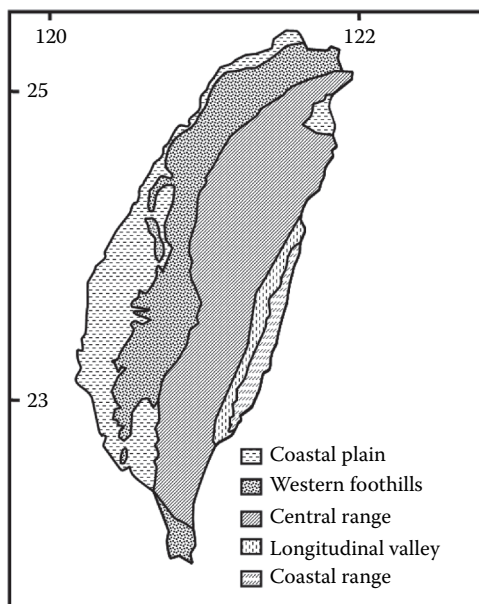 120 122
25
23
Coastal plain
Western foothills
Central range
Longitudinal valley
Coastal range